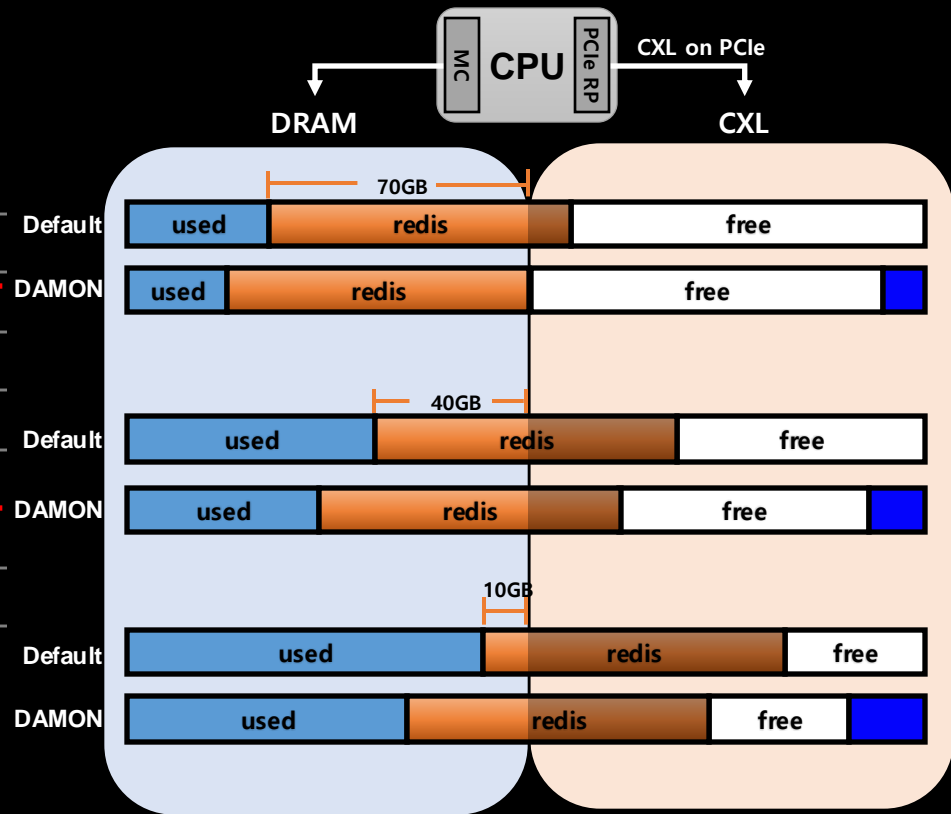 MC
CPU
PCIe RP
CXL on PCIe
DRAM
CXL
70GB
Default
used
redis
free
DAMON
used
redis
free
40GB
Default
used
redis
free
DAMON
used
redis
free
10GB
Default
used
redis
free
DAMON
used
redis
free